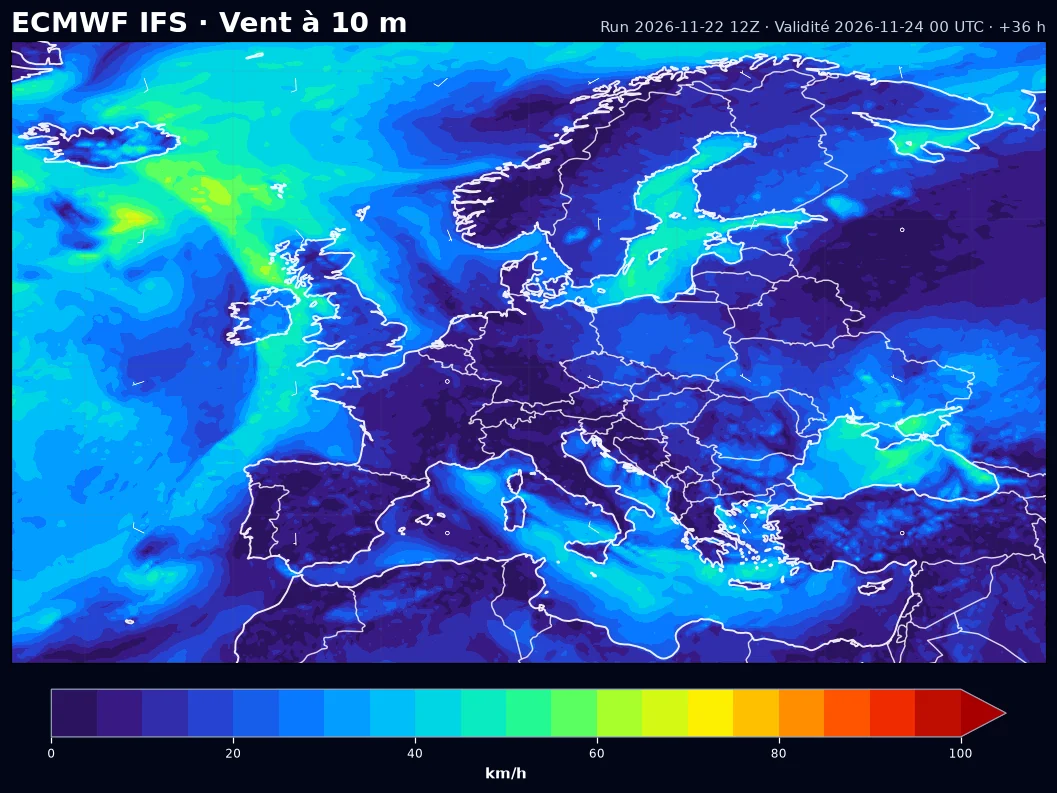 ECMWF IFS · Vent à 10 m
Run 2026-11-22 12Z · Validité 2026-11-24 00 UTC · +36 h
0 20 40 60 80 100
km/h